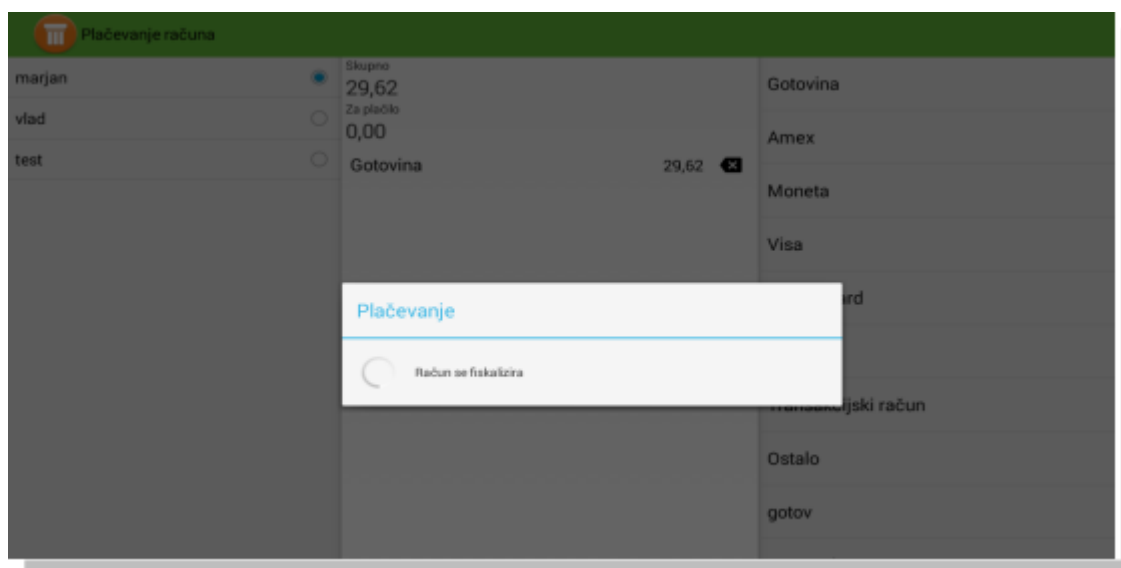 Plačevanje računa
marjan
vlad
test
Skupno
29,62
Za plačilo
0,00
Gotovina 29,62
Gotovina
Amex
Moneta
Visa
Plačevanje
Račun se fiskalizira
račun
Ostalo
gotov